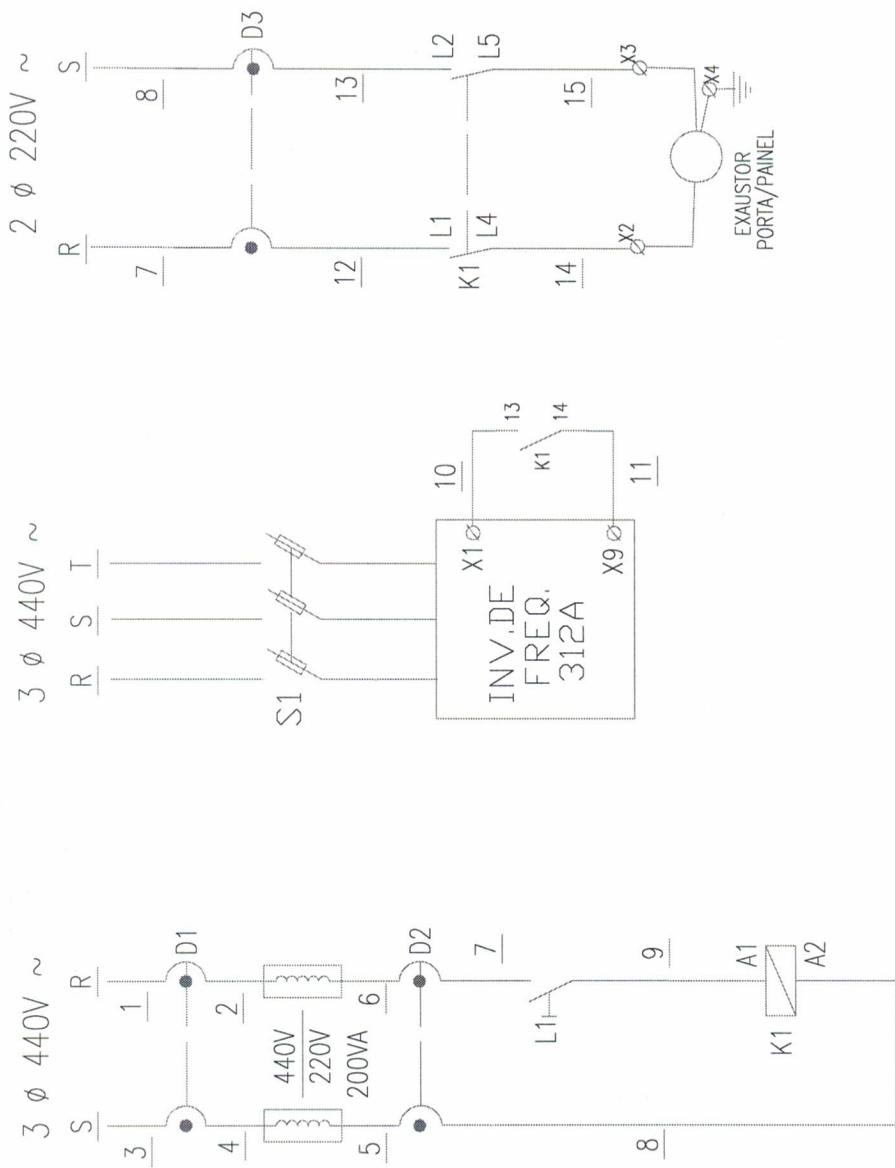 3 ϕ 440V ~
S
R
3
1
D1
4
2
440V
220V
200VA
5
6
D2
7
L1
9
8
A1
K1
A2
3 ϕ 440V ~
R
S
T
S1
INV.DE
FREQ.
312A
X1
10
13
K1
14
X9
11
2 ϕ 220V ~
R
S
7
8
D3
12
13
L1
L2
K1
L4
L5
14
15
X2
X3
X4
EXAUSTOR
PORTA/PAINEL